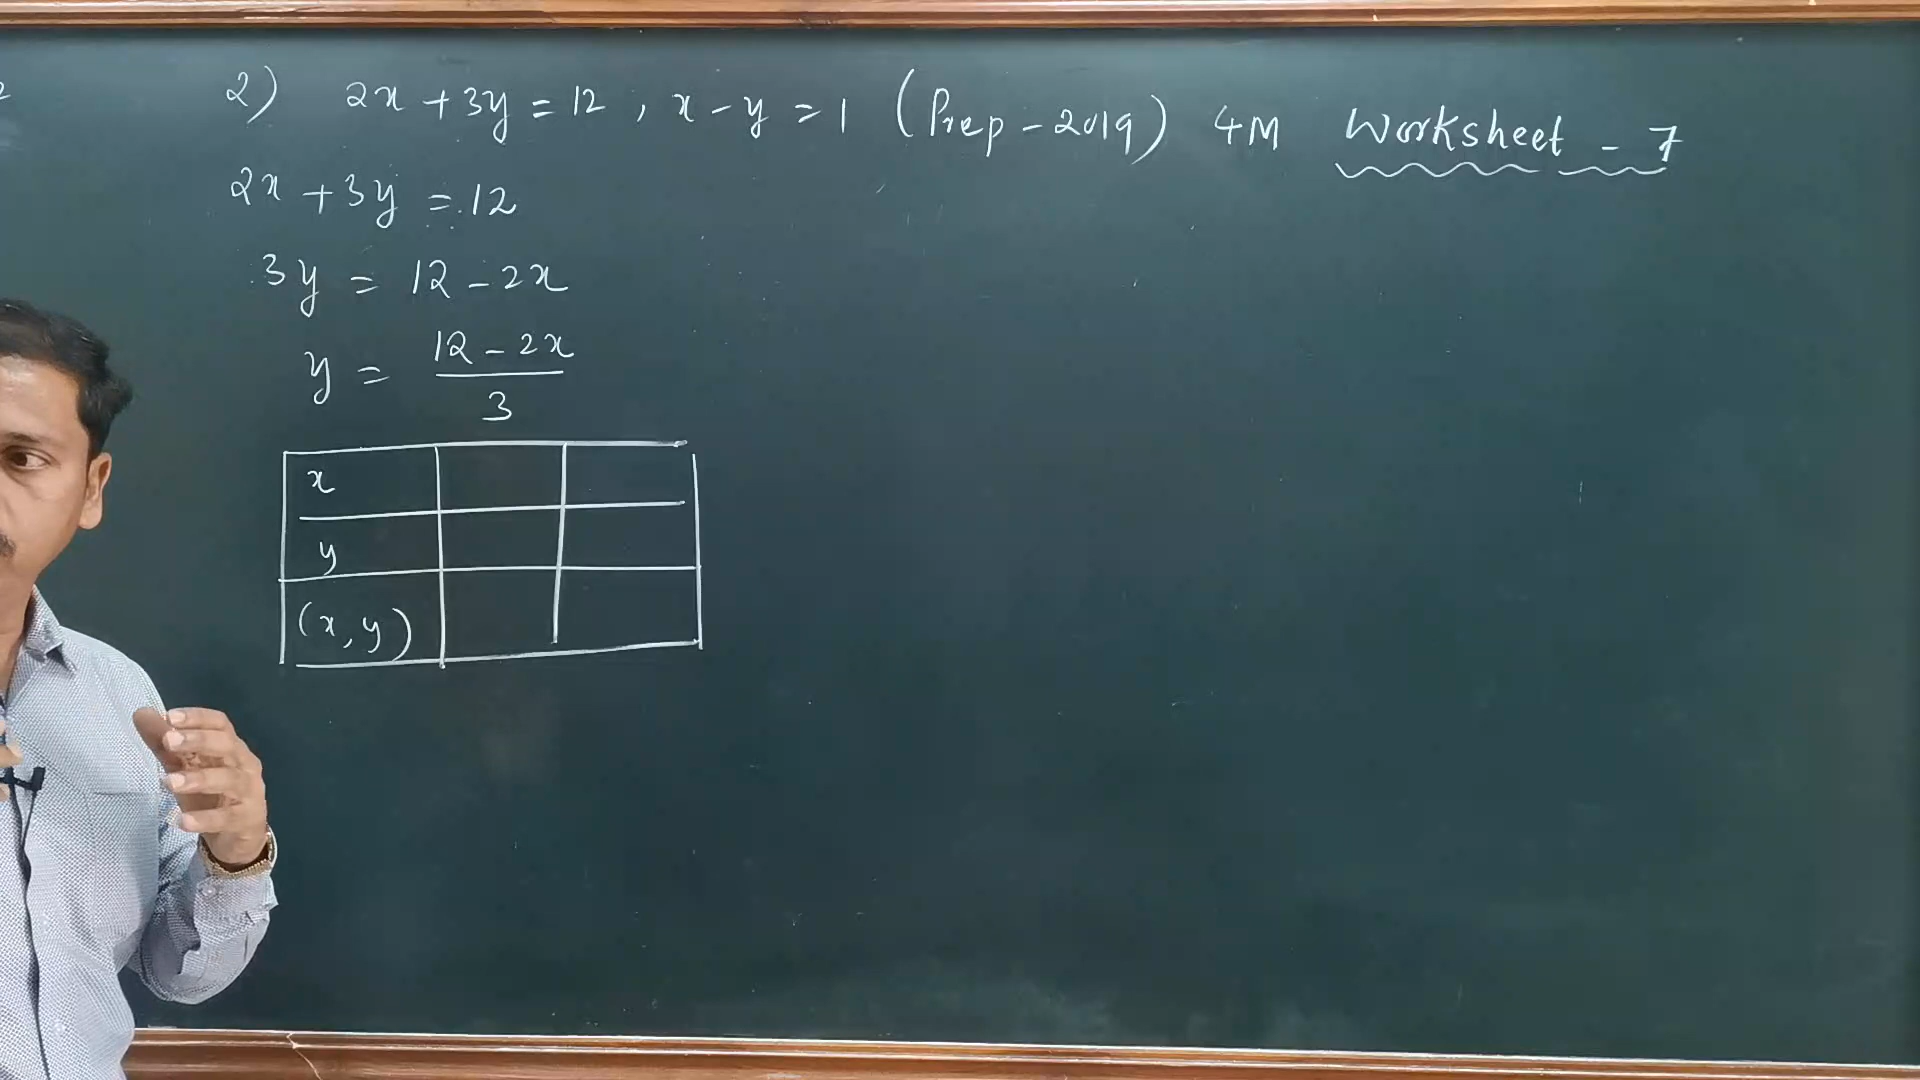 2) 2x + 3y = 12 , x - y = 1 (Prep - 2019) 4M Worksheet - 7
2x + 3y = 12
3y = 12 - 2x
y = 12 - 2x / 3
x
y
(x, y)